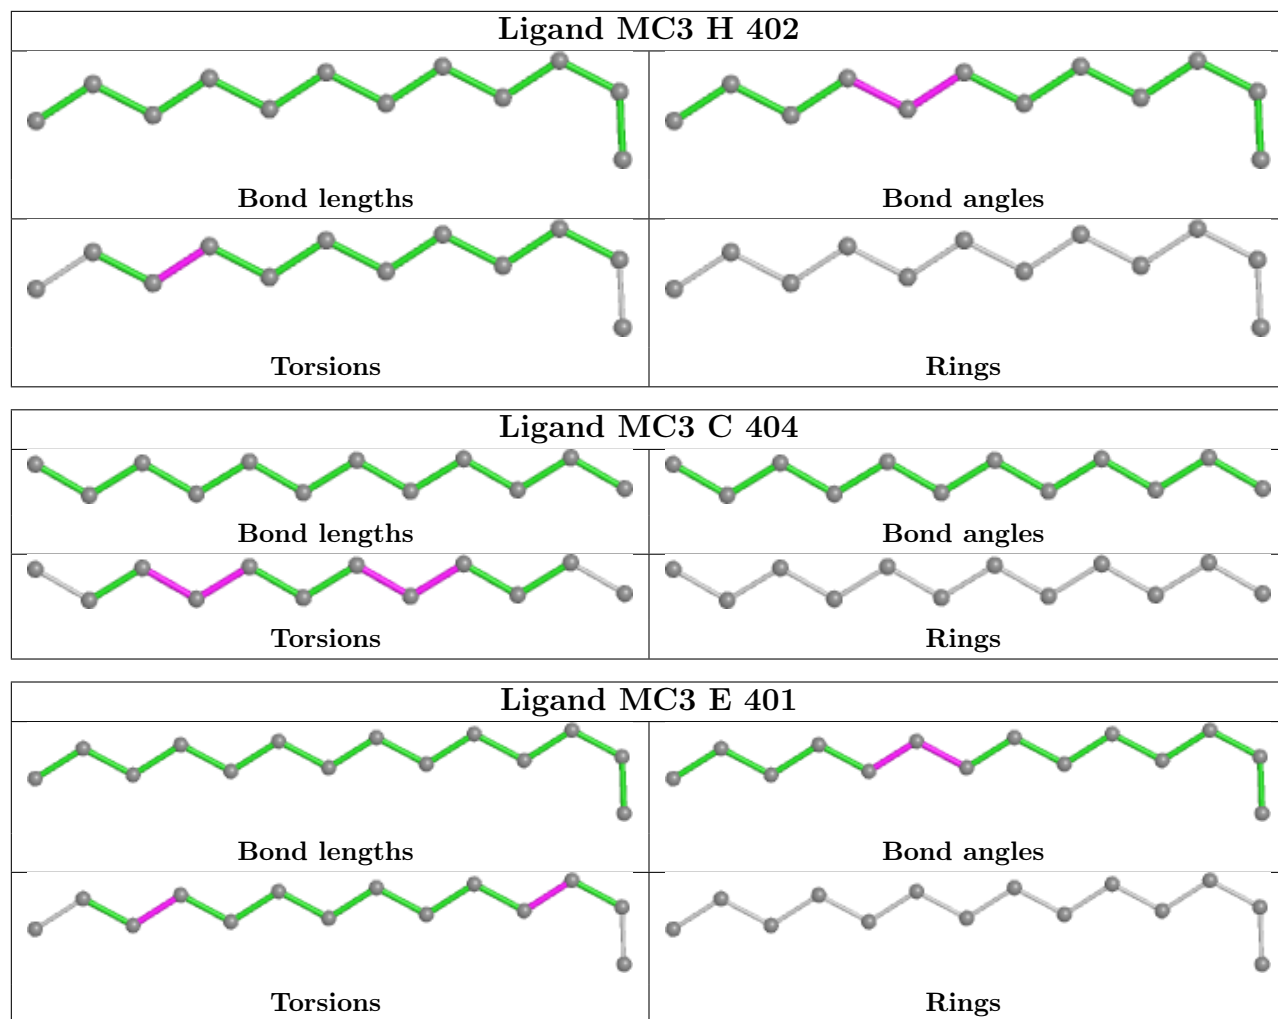 Ligand MC3 H 402
Bond lengths
Bond angles
Torsions
Rings
Ligand MC3 C 404
Bond lengths
Bond angles
Torsions
Rings
Ligand MC3 E 401
Bond lengths
Bond angles
Torsions
Rings